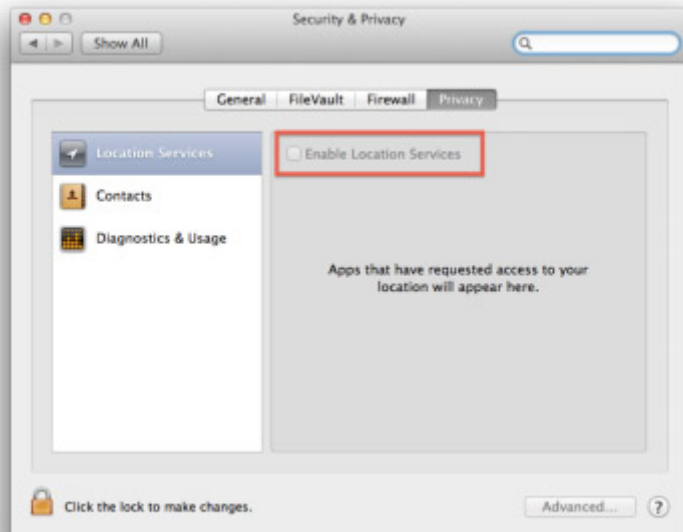 Security & Privacy
Show All
General FileVault Firewall Privacy
Location Services
Enable Location Services
Contacts
Diagnostics & Usage
Apps that have requested access to your
location will appear here.
Click the lock to make changes.
Advanced... ?